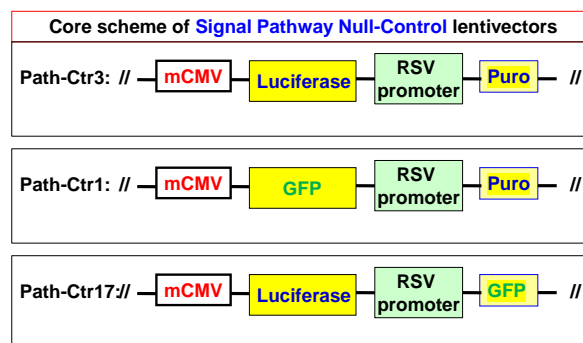 Core scheme of Signal Pathway Null-Control lentivectors
Path-Ctr3: // mCMV Luciferase RSV promoter Puro //
Path-Ctr1: // mCMV GFP RSV promoter Puro //
Path-Ctr17:// mCMV Luciferase RSV promoter GFP //